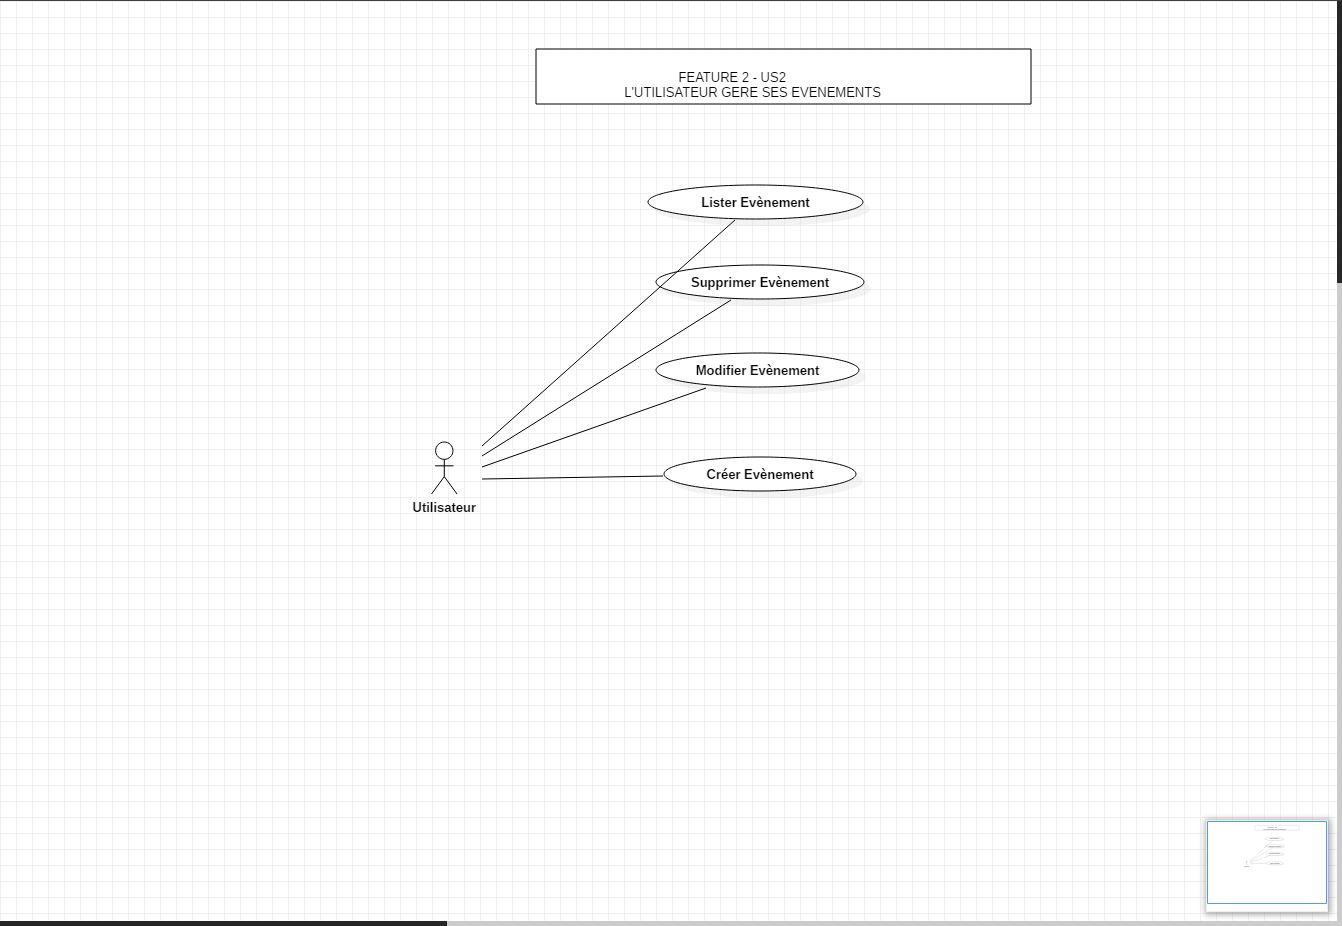 FEATURE 2 - US2
L'UTILISATEUR GERE SES EVENEMENTS
Lister Evènement
Supprimer Evènement
Modifier Evènement
Créer Evènement
Utilisateur